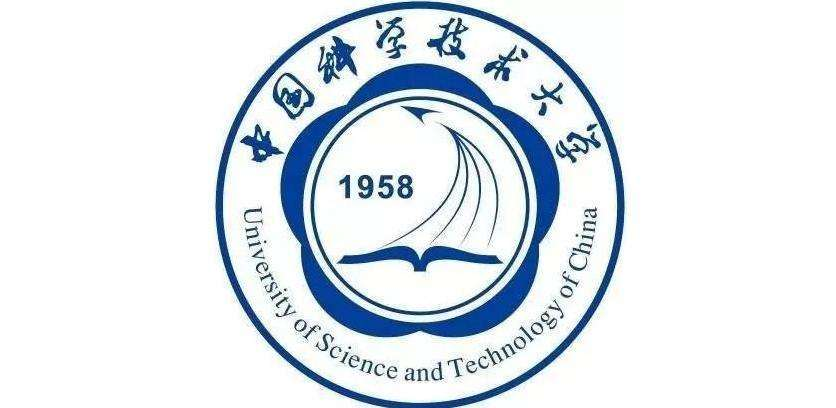 中国科学技术大学
1958
University of Science and Technology of China